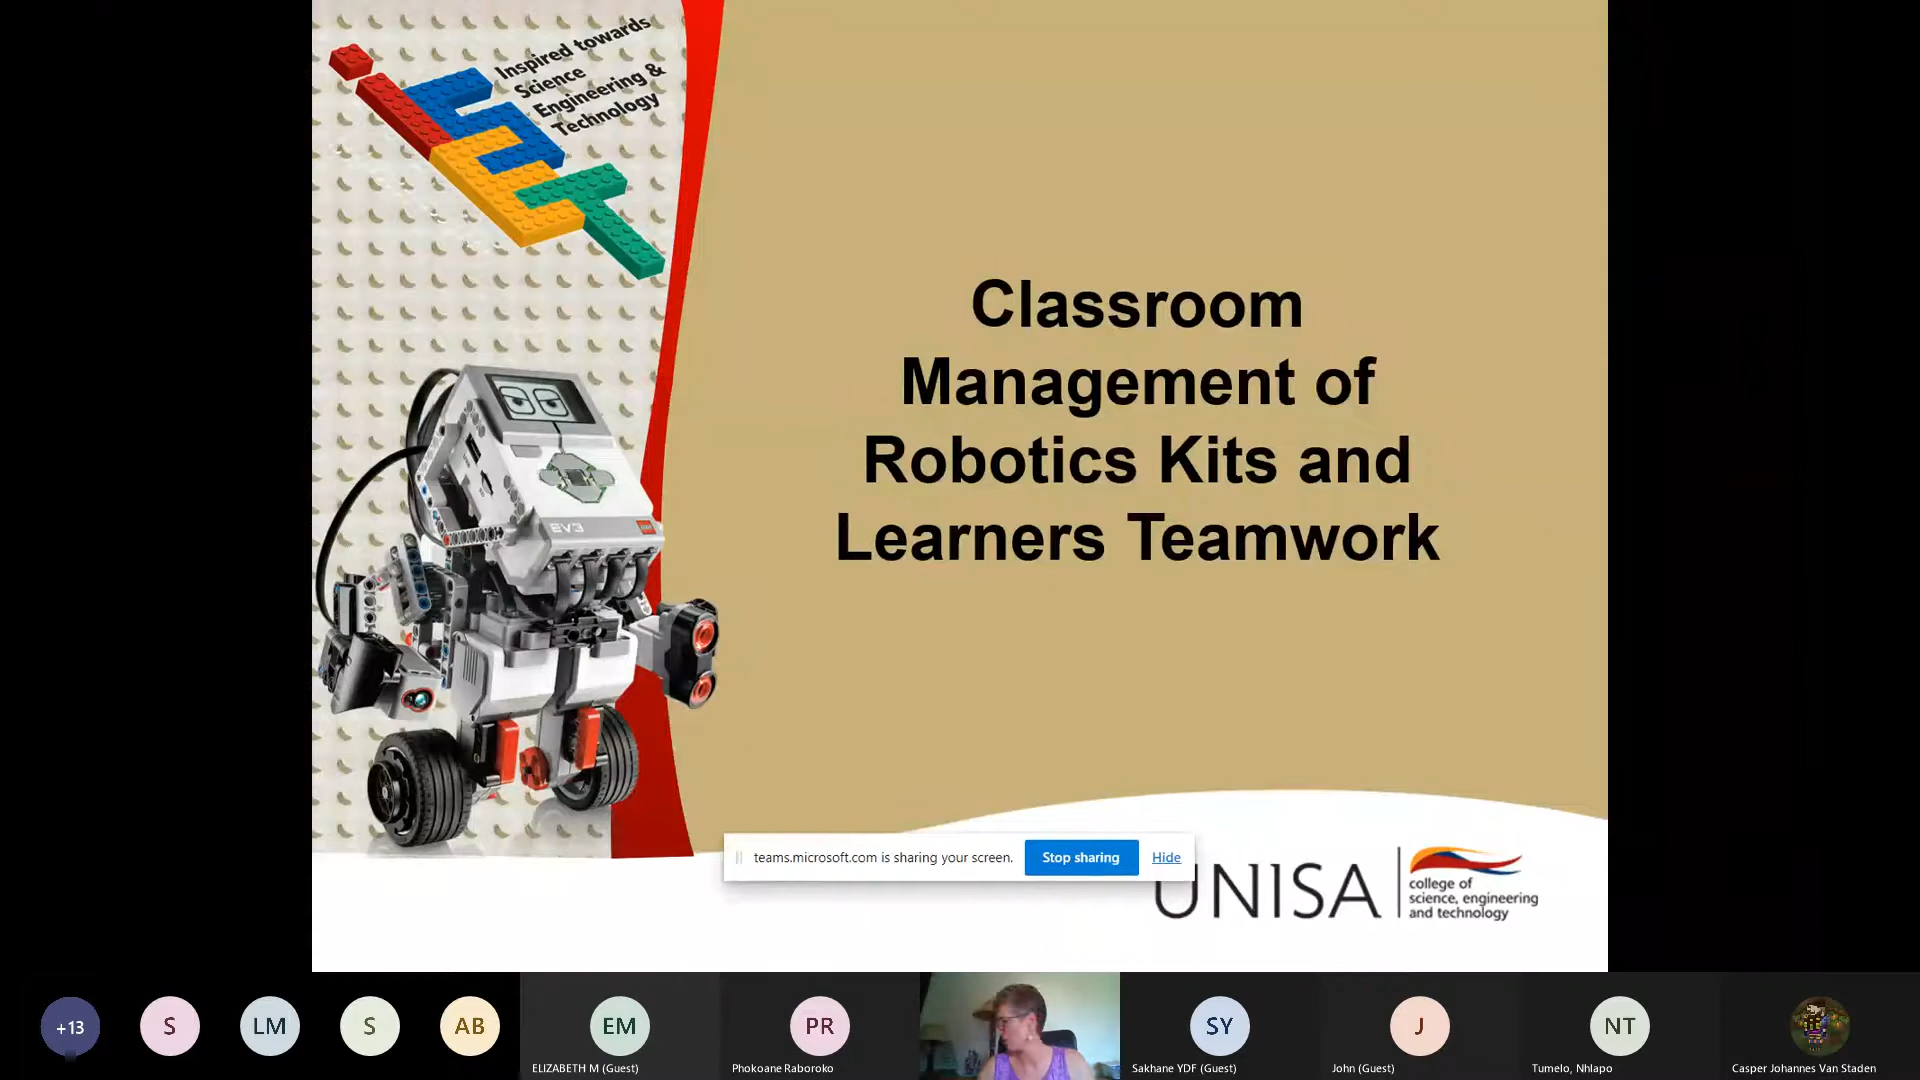 Inspired towards
Science
Engineering &
Technology
iSET
Classroom
Management of
Robotics Kits and
Learners Teamwork
EV3
teams.microsoft.com is sharing your screen.
Stop sharing
Hide
UNISA
college of
science, engineering
and technology
+13
S
LM
S
AB
EM
PR
SY
J
NT
ELIZABETH M (Guest)
Phokoane Raboroko
Sakhane YDF (Guest)
John (Guest)
Tumelo, Nhlapo
Casper Johannes Van Staden